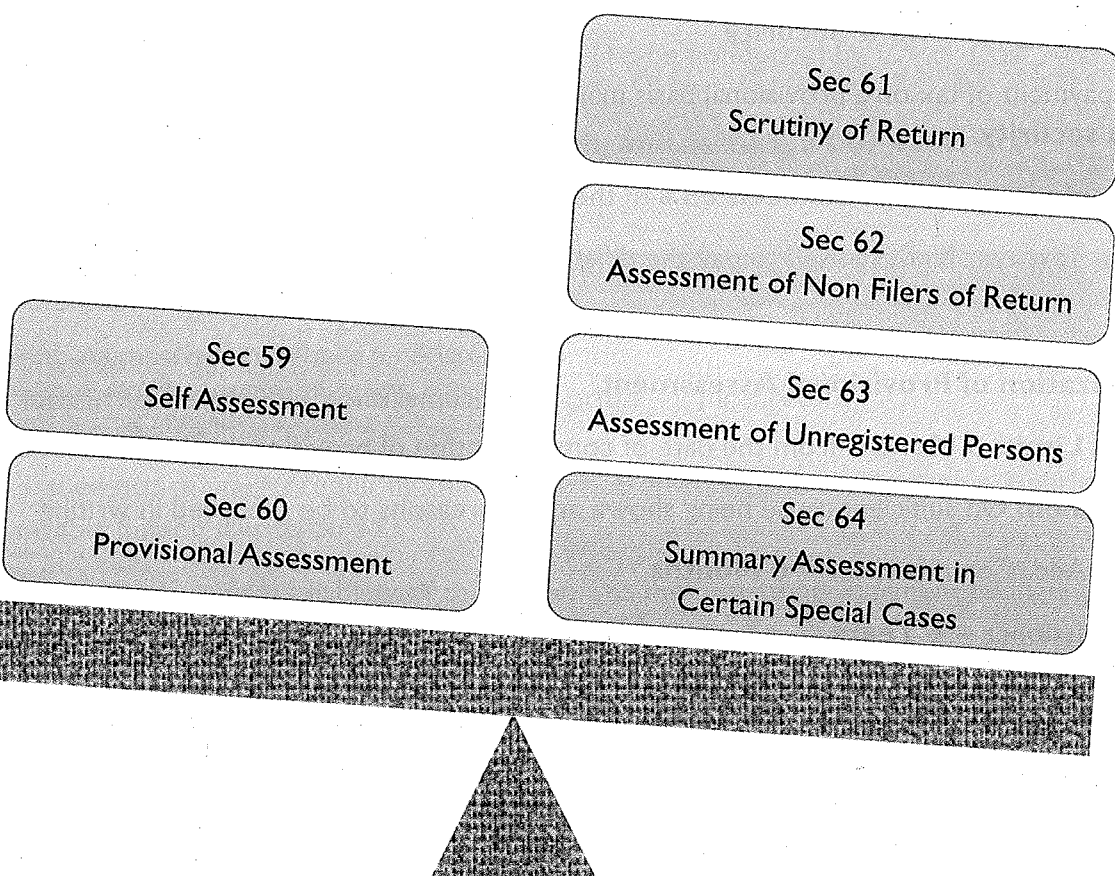 Sec 59
Self Assessment
Sec 60
Provisional Assessment
Sec 61
Scrutiny of Return
Sec 62
Assessment of Non Filers of Return
Sec 63
Assessment of Unregistered Persons
Sec 64
Summary Assessment in
Certain Special Cases